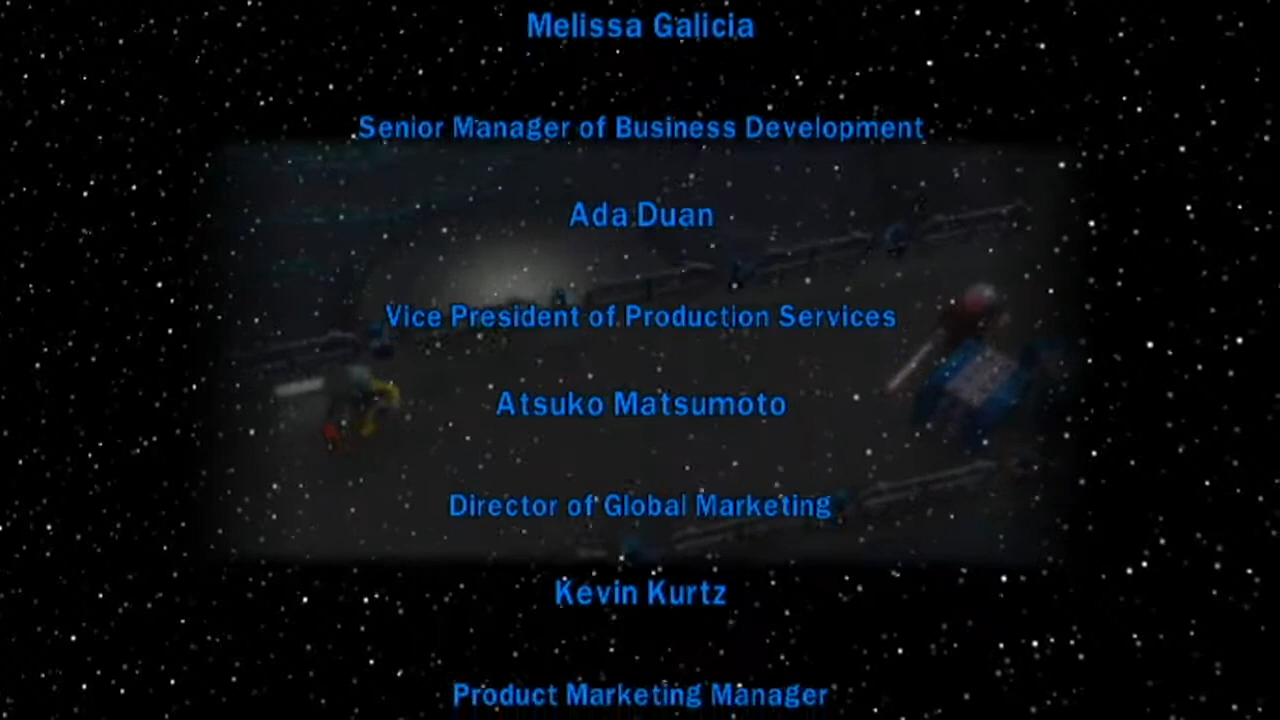 Melissa Galicia
Senior Manager of Business Development
Ada Duan
Vice President of Production Services
Atsuko Matsumoto
Director of Global Marketing
Kevin Kurtz
Product Marketing Manager